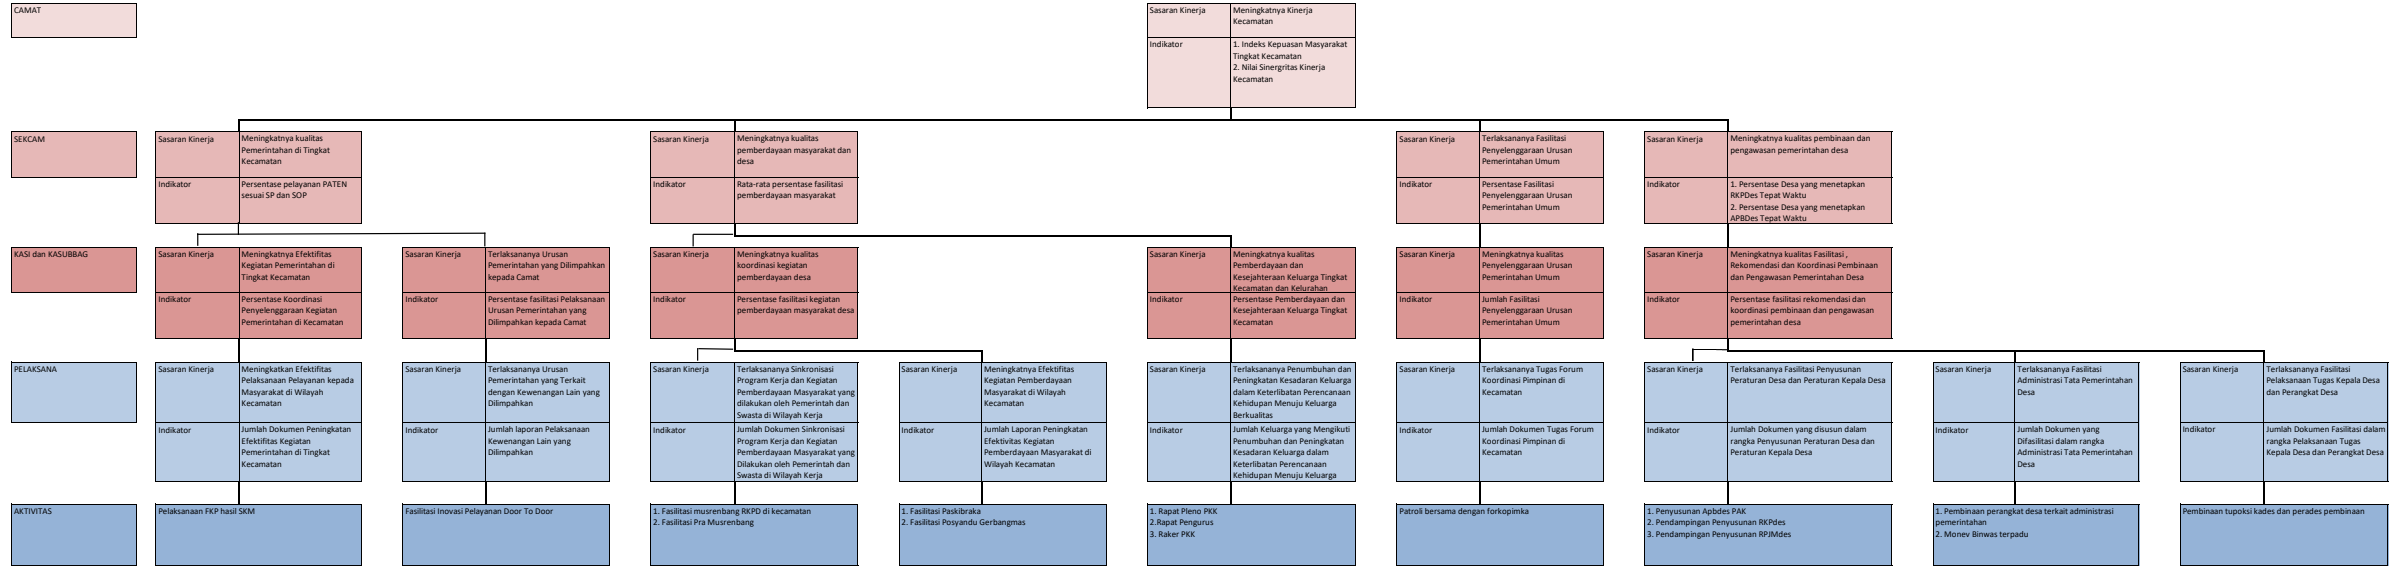 CAMAT
Sasaran Kinerja
Meningkatnya Kinerja
Kecamatan
Indikator
1. Indeks Kepuasan Masyarakat
Tingkat Kecamatan
2. Nilai Sinergritas Kinerja
Kecamatan
SEKCAM
Sasaran Kinerja
Meningkatnya kualitas
Pemerintahan di Tingkat
Kecamatan
Indikator
Persentase pelayanan PATEN
sesuai SP dan SOP
Sasaran Kinerja
Meningkatnya kualitas
pemberdayaan masyarakat dan
desa
Indikator
Rata-rata persentase fasilitasi
pemberdayaan masyarakat
Sasaran Kinerja
Terlaksananya Fasilitasi
Penyelenggaraan Urusan
Pemerintahan Umum
Indikator
Persentase Fasilitasi
Penyelenggaraan Urusan
Pemerintahan Umum
Sasaran Kinerja
Meningkatnya kualitas pembinaan dan
pengawasan pemerintahan desa
Indikator
1. Persentase Desa yang menetapkan
RKPDes Tepat Waktu
2. Persentase Desa yang menetapkan
APBDes Tepat Waktu
KASI dan KASUBBAG
Sasaran Kinerja
Meningkatnya Efektifitas
Kegiatan Pemerintahan di
Tingkat Kecamatan
Indikator
Persentase Koordinasi
Penyelenggaraan Kegiatan
Pemerintahan di Kecamatan
Sasaran Kinerja
Terlaksananya Urusan
Pemerintahan yang Dilimpahkan
kepada Camat
Indikator
Persentase fasilitasi Pelaksanaan
Urusan Pemerintahan yang
Dilimpahkan kepada Camat
Sasaran Kinerja
Meningkatnya kualitas
koordinasi kegiatan
pemberdayaan desa
Indikator
Persentase fasilitasi kegiatan
pemberdayaan masyarakat desa
Sasaran Kinerja
Meningkatnya kualitas
Pemberdayaan dan
Kesejahteraan Keluarga Tingkat
Kecamatan dan Kelurahan
Indikator
Persentase Pemberdayaan dan
Kesejahteraan Keluarga Tingkat
Kecamatan
Sasaran Kinerja
Meningkatnya kualitas
Penyelenggaraan Urusan
Pemerintahan Umum
Indikator
Jumlah Fasilitasi
Penyelenggaraan Urusan
Pemerintahan Umum
Sasaran Kinerja
Meningkatnya kualitas Fasilitasi ,
Rekomendasi dan Koordinasi Pembinaan
dan Pengawasan Pemerintahan Desa
Indikator
Persentase fasilitasi rekomendasi dan
koordinasi pembinaan dan pengawasan
pemerintahan desa
PELAKSANA
Sasaran Kinerja
Meningkatkan Efektifitas
Pelaksanaan Pelayanan kepada
Masyarakat di Wilayah
Kecamatan
Indikator
Jumlah Dokumen Peningkatan
Efektifitas Kegiatan
Pemerintahan di Tingkat
Kecamatan
Sasaran Kinerja
Terlaksananya Urusan
Pemerintahan yang Terkait
dengan Kewenangan Lain yang
Dilimpahkan
Indikator
Jumlah laporan Pelaksanaan
Kewenangan Lain yang
Dilimpahkan
Sasaran Kinerja
Terlaksananya Sinkronisasi
Program Kerja dan Kegiatan
Pemberdayaan Masyarakat yang
dilakukan oleh Pemerintah dan
Swasta di Wilayah Kerja
Indikator
Jumlah Dokumen Sinkronisasi
Program Kerja dan Kegiatan
Pemberdayaan Masyarakat yang
Dilakukan oleh Pemerintah dan
Swasta di Wilayah Kerja
Sasaran Kinerja
Meningkatnya Efektifitas
Kegiatan Pemberdayaan
Masyarakat di Wilayah
Kecamatan
Indikator
Jumlah Laporan Peningkatan
Efektivitas Kegiatan
Pemberdayaan Masyarakat di
Wilayah Kecamatan
Sasaran Kinerja
Terlaksananya Penumbuhan dan
Peningkatan Kesadaran Keluarga
dalam Keterlibatan Perencanaan
Kehidupan Menuju Keluarga
Berkualitas
Indikator
Jumlah Keluarga yang Mengikuti
Penumbuhan dan Peningkatan
Kesadaran Keluarga dalam
Keterlibatan Perencanaan
Kehidupan Menuju Keluarga
Sasaran Kinerja
Terlaksananya Tugas Forum
Koordinasi Pimpinan di
Kecamatan
Indikator
Jumlah Dokumen Tugas Forum
Koordinasi Pimpinan di
Kecamatan
Sasaran Kinerja
Terlaksananya Fasilitasi Penyusunan
Peraturan Desa dan Peraturan Kepala Desa
Indikator
Jumlah Dokumen yang disusun dalam
rangka Penyusunan Peraturan Desa dan
Peraturan Kepala Desa
Sasaran Kinerja
Terlaksananya Fasilitasi
Administrasi Tata Pemerintahan
Desa
Indikator
Jumlah Dokumen yang
Difasilitasi dalam rangka
Administrasi Tata Pemerintahan
Desa
Sasaran Kinerja
Terlaksananya Fasilitasi
Pelaksanaan Tugas Kepala Desa
dan Perangkat Desa
Indikator
Jumlah Dokumen Fasilitasi dalam
rangka Pelaksanaan Tugas
Kepala Desa dan Perangkat Desa
AKTIVITAS
Pelaksanaan FKP hasil SKM
Fasilitasi Inovasi Pelayanan Door To Door
1. Fasilitasi musrenbang RKPD di kecamatan
2. Fasilitasi Pra Musrenbang
1. Fasilitasi Paskibraka
2. Fasilitasi Posyandu Gerbangmas
1. Rapat Pleno PKK
2.Rapat Pengurus
3. Raker PKK
Patroli bersama dengan forkopimka
1. Penyusunan Apbdes PAK
2. Pendampingan Penyusunan RKPdes
3. Pendampingan Penyusunan RPJMdes
1. Pembinaan perangkat desa terkait administrasi
pemerintahan
2. Monev Binwas terpadu
Pembinaan tupoksi kades dan perades pembinaan